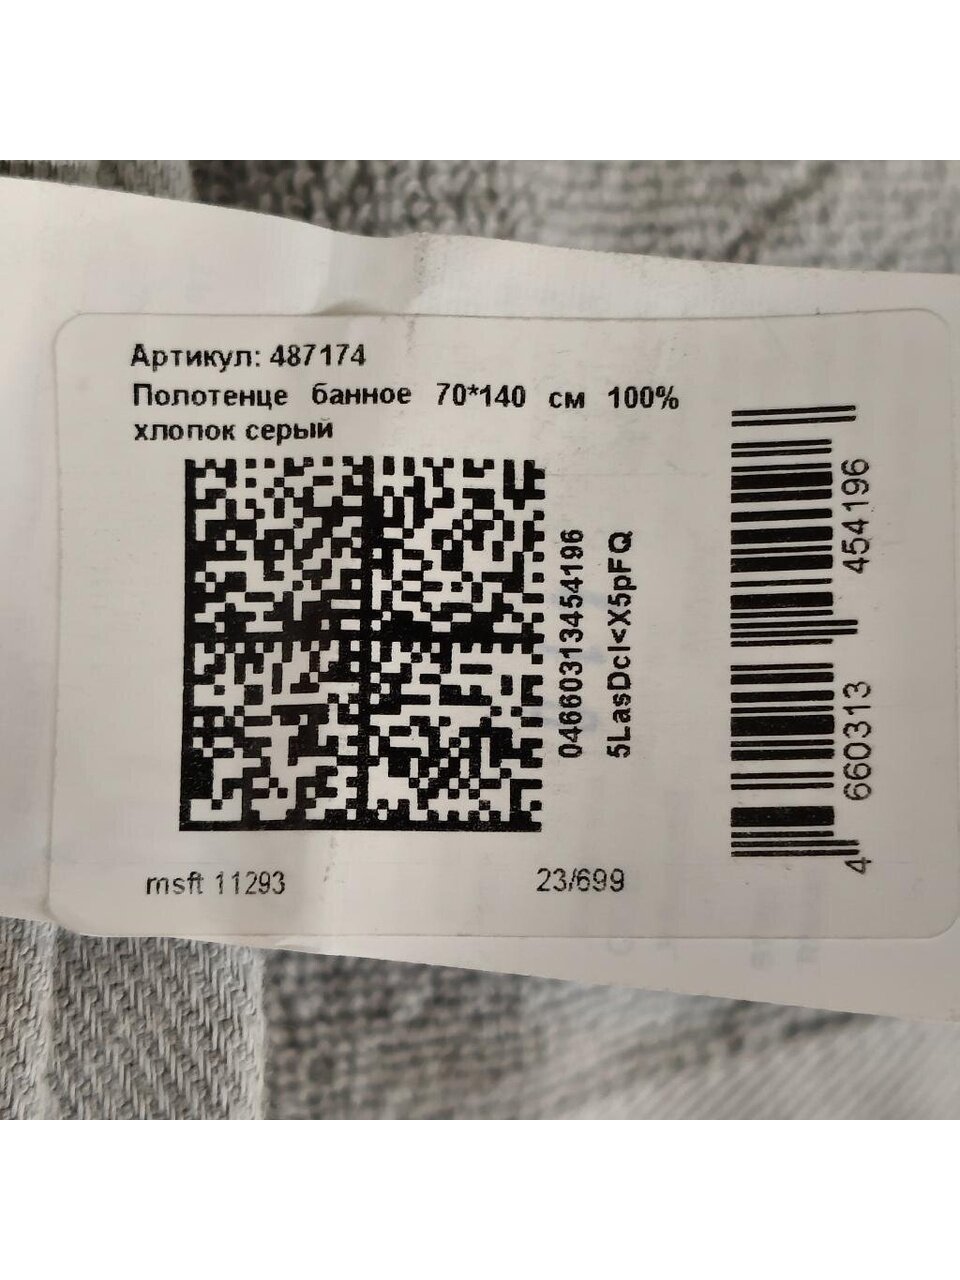 Артикул: 487174
Полотенце банное 70*140 см 100%
хлопок серый
04660313454196
5LasDcI<X5pFQ
4 660313 454196
msft 11293
23/699